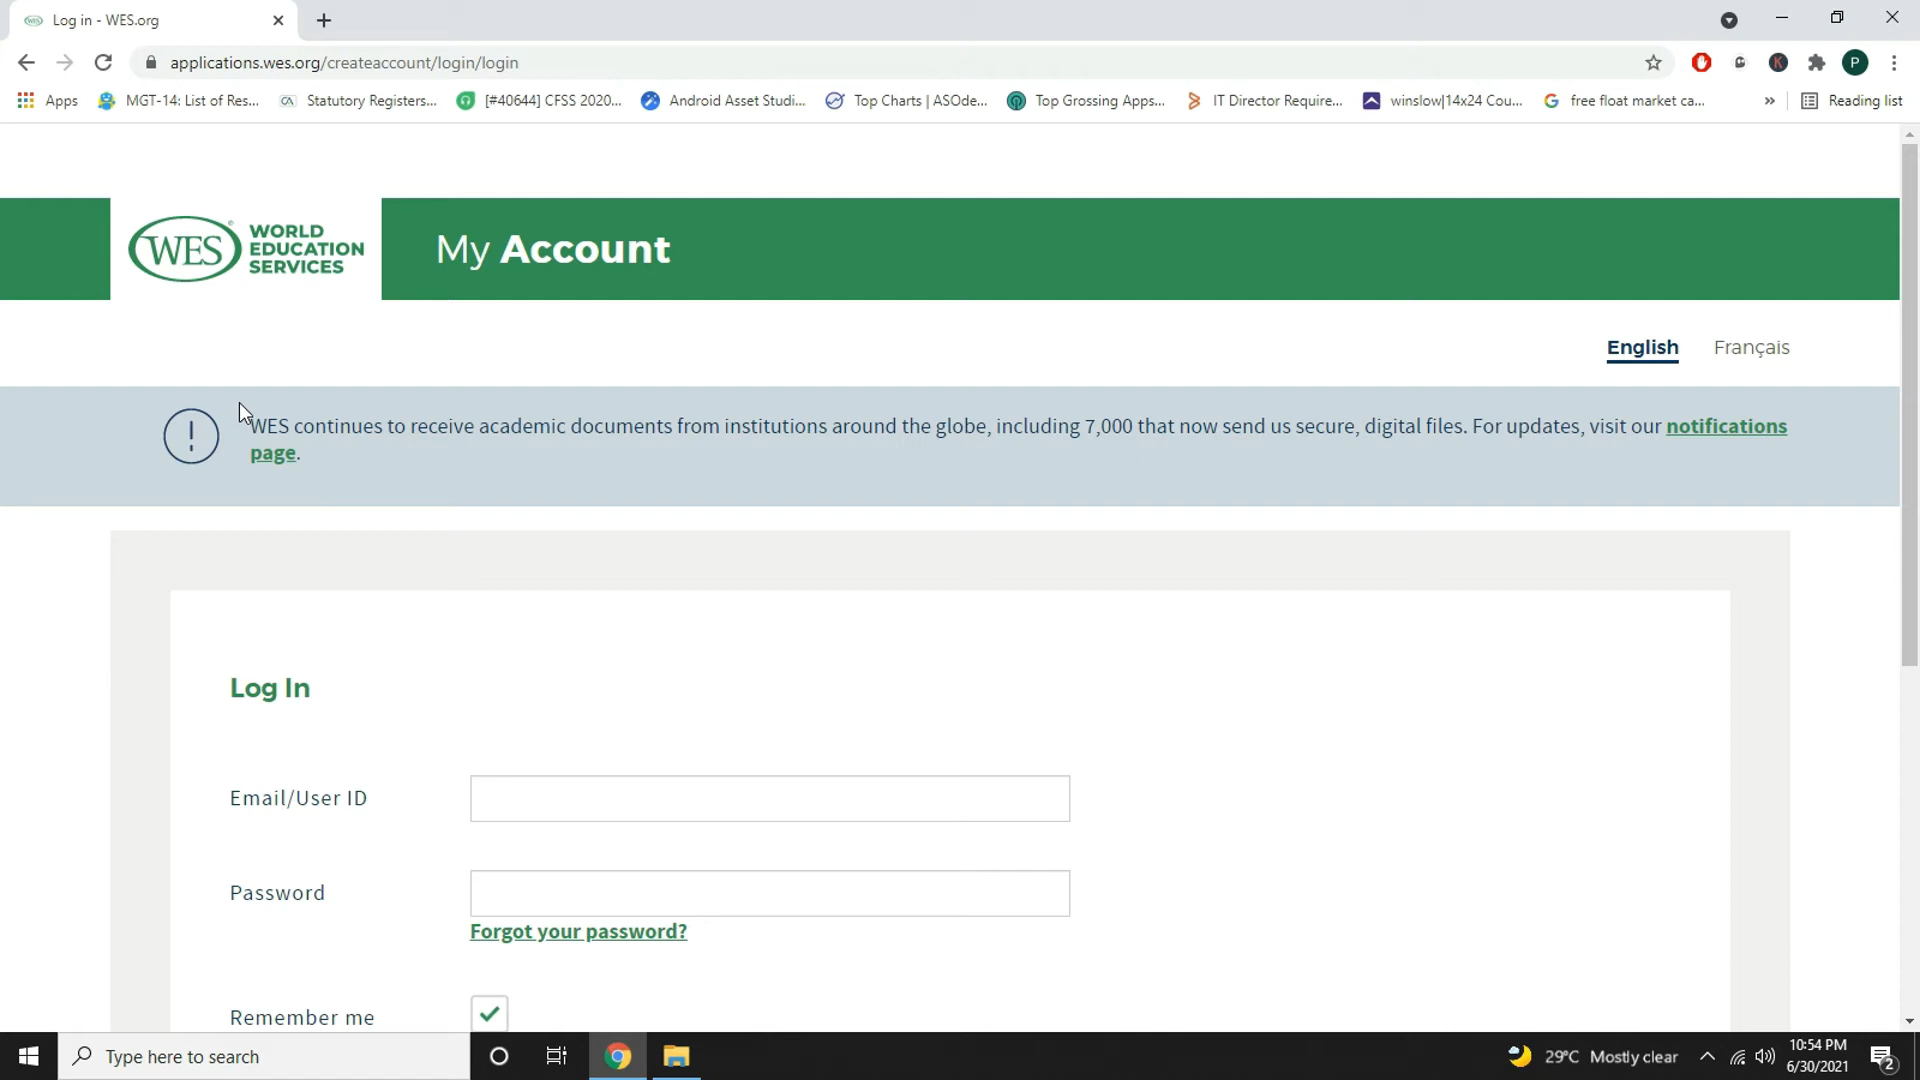 Log in - WES.org
applications.wes.org/createaccount/login/login
Apps MGT-14: List of Res... Statutory Registers... [#40644] CFSS 2020... Android Asset Studi... Top Charts | ASOde... Top Grossing Apps... IT Director Require... winslow|14x24 Cou... free float market ca... » Reading list
WES WORLD
EDUCATION
SERVICES
My Account
English Français
WES continues to receive academic documents from institutions around the globe, including 7,000 that now send us secure, digital files. For updates, visit our notifications
page.
Log In
Email/User ID
Password
Forgot your password?
Remember me
Type here to search
29°C Mostly clear
10:54 PM
6/30/2021
2